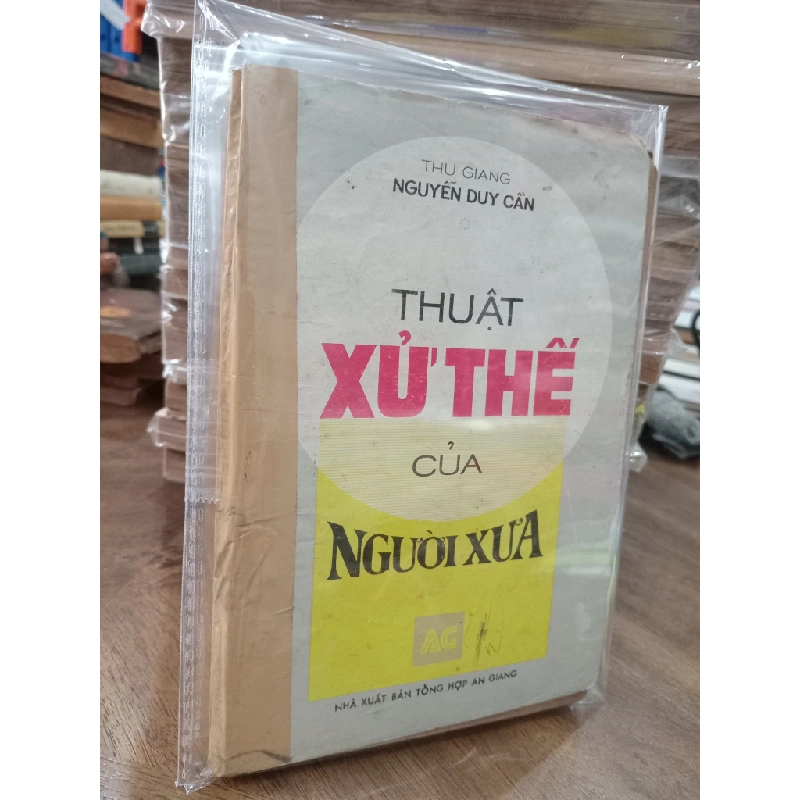 THU GIANG
NGUYỄN DUY CẦN
THUẬT
XỬ THẾ
CỦA
NGƯỜI XƯA
AG
NHÀ XUẤT BẢN TỔNG HỢP AN GIANG